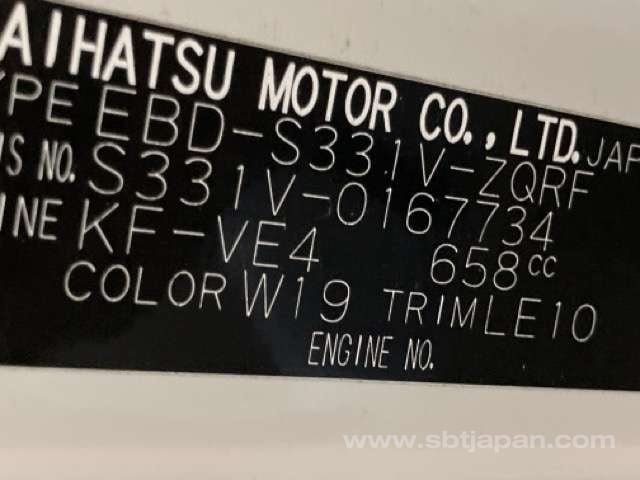 AIHATSU MOTOR CO., LTD. JAP
YPE EBD-S331V-ZQRF
IS NO. S331V-0167734
INE KF-VE4 658cc
COLOR W19 TRIM LE10
ENGINE NO.
www.sbtjapan.com